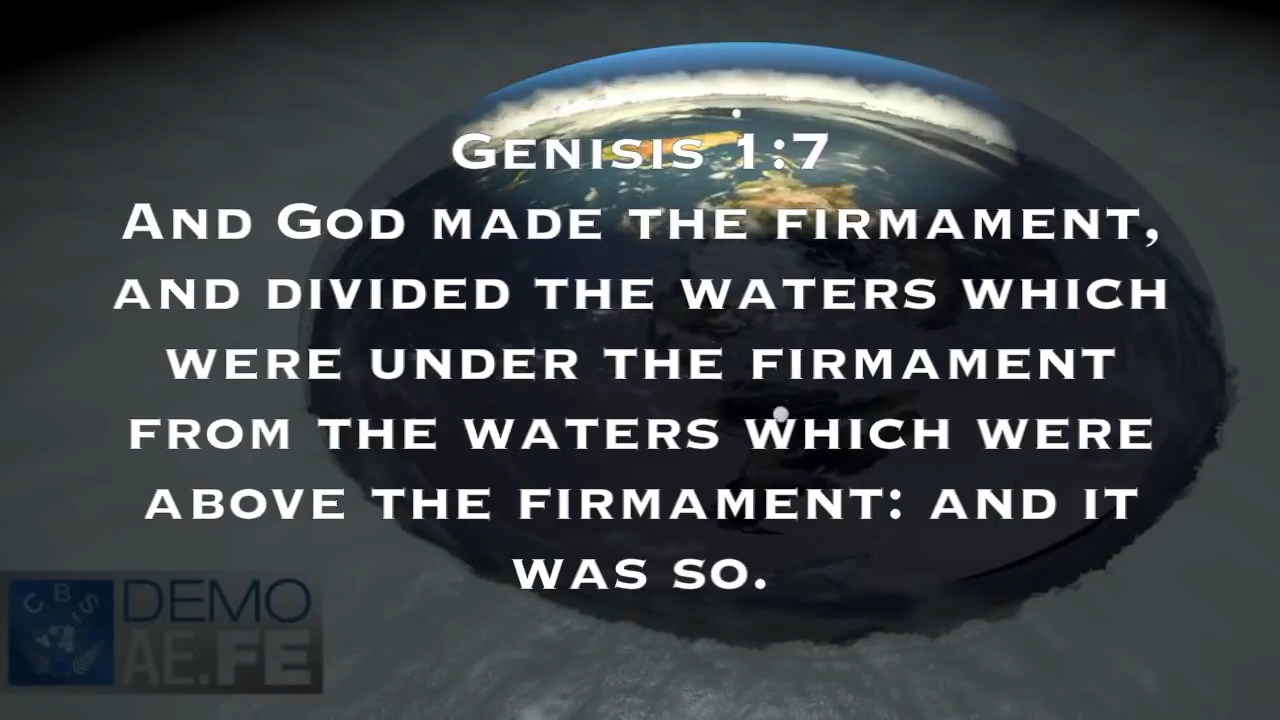 GENISIS 1:7
AND GOD MADE THE FIRMAMENT,
AND DIVIDED THE WATERS WHICH
WERE UNDER THE FIRMAMENT
FROM THE WATERS WHICH WERE
ABOVE THE FIRMAMENT: AND IT
WAS SO.
CBSIS
DEMO
AE.FE